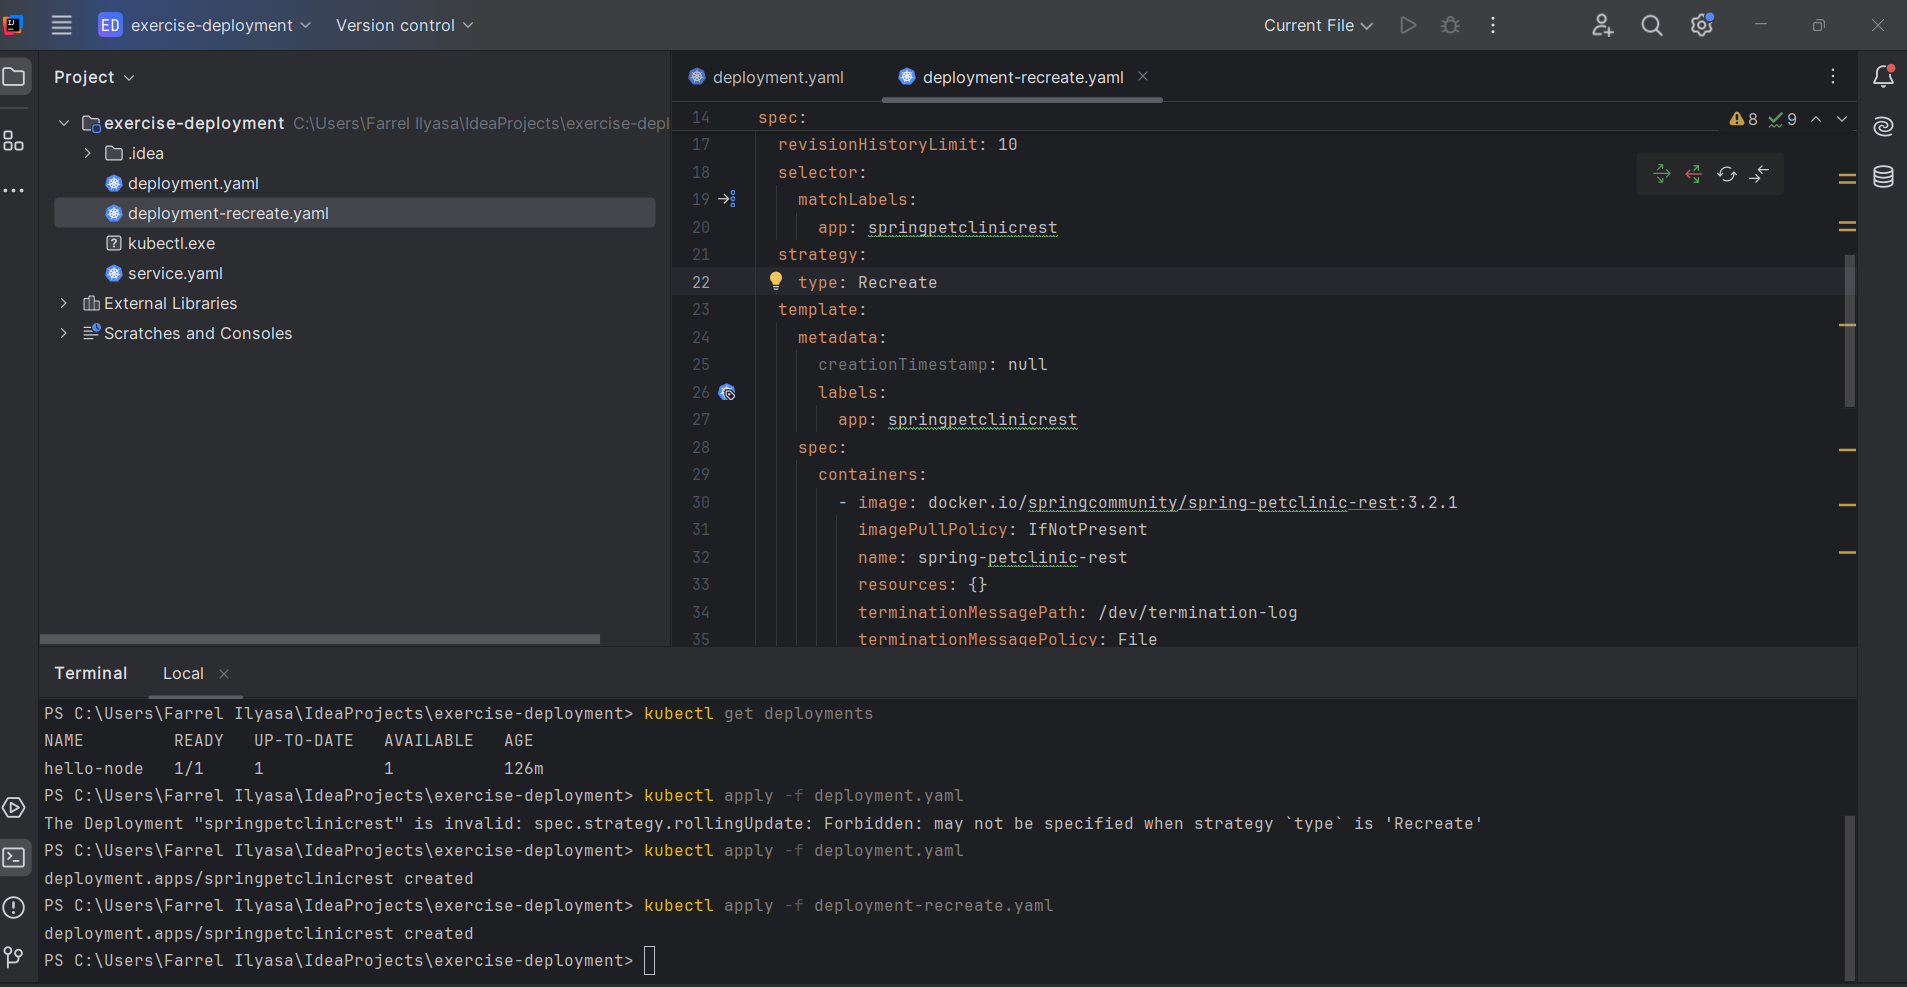 ED exercise-deployment Version control Current File
Project
exercise-deployment C:\Users\Farrel Ilyasa\IdeaProjects\exercise-depl
.idea
deployment.yaml
deployment-recreate.yaml
kubectl.exe
service.yaml
External Libraries
Scratches and Consoles
deployment.yaml deployment-recreate.yaml
8 9
14 spec:
17 revisionHistoryLimit: 10
18 selector:
19 matchLabels:
20 app: springpetclinicrest
21 strategy:
22 type: Recreate
23 template:
24 metadata:
25 creationTimestamp: null
26 labels:
27 app: springpetclinicrest
28 spec:
29 containers:
30 - image: docker.io/springcommunity/spring-petclinic-rest:3.2.1
31 imagePullPolicy: IfNotPresent
32 name: spring-petclinic-rest
33 resources: {}
34 terminationMessagePath: /dev/termination-log
35 terminationMessagePolicy: File
Terminal Local
PS C:\Users\Farrel Ilyasa\IdeaProjects\exercise-deployment> kubectl get deployments
NAME READY UP-TO-DATE AVAILABLE AGE
hello-node 1/1 1 1 126m
PS C:\Users\Farrel Ilyasa\IdeaProjects\exercise-deployment> kubectl apply -f deployment.yaml
The Deployment "springpetclinicrest" is invalid: spec.strategy.rollingUpdate: Forbidden: may not be specified when strategy `type` is 'Recreate'
PS C:\Users\Farrel Ilyasa\IdeaProjects\exercise-deployment> kubectl apply -f deployment.yaml
deployment.apps/springpetclinicrest created
PS C:\Users\Farrel Ilyasa\IdeaProjects\exercise-deployment> kubectl apply -f deployment-recreate.yaml
deployment.apps/springpetclinicrest created
PS C:\Users\Farrel Ilyasa\IdeaProjects\exercise-deployment>